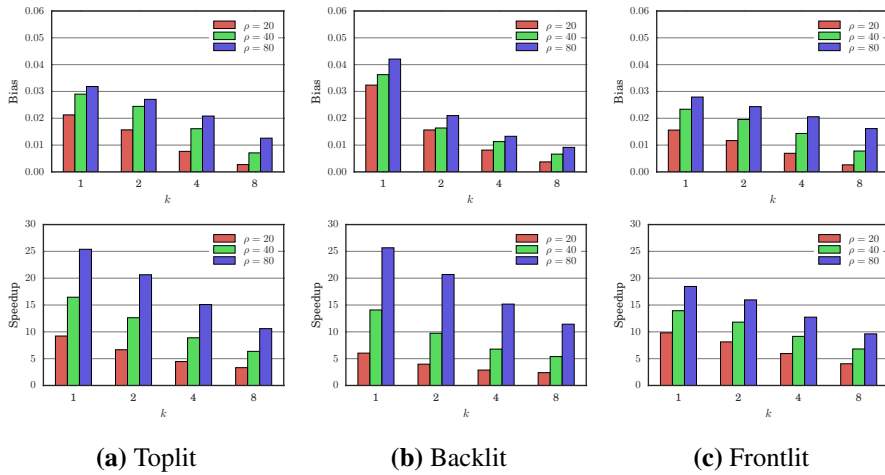 0.06
0.05
0.04
0.03
0.02
0.01
0.00
Bias
ρ = 20
ρ = 40
ρ = 80
1 2 4 8
k
0.06
0.05
0.04
0.03
0.02
0.01
0.00
Bias
ρ = 20
ρ = 40
ρ = 80
1 2 4 8
k
0.06
0.05
0.04
0.03
0.02
0.01
0.00
Bias
ρ = 20
ρ = 40
ρ = 80
1 2 4 8
k
30
25
20
15
10
5
0
Speedup
ρ = 20
ρ = 40
ρ = 80
1 2 4 8
k
30
25
20
15
10
5
0
Speedup
ρ = 20
ρ = 40
ρ = 80
1 2 4 8
k
30
25
20
15
10
5
0
Speedup
ρ = 20
ρ = 40
ρ = 80
1 2 4 8
k
(a) Toplit
(b) Backlit
(c) Frontlit